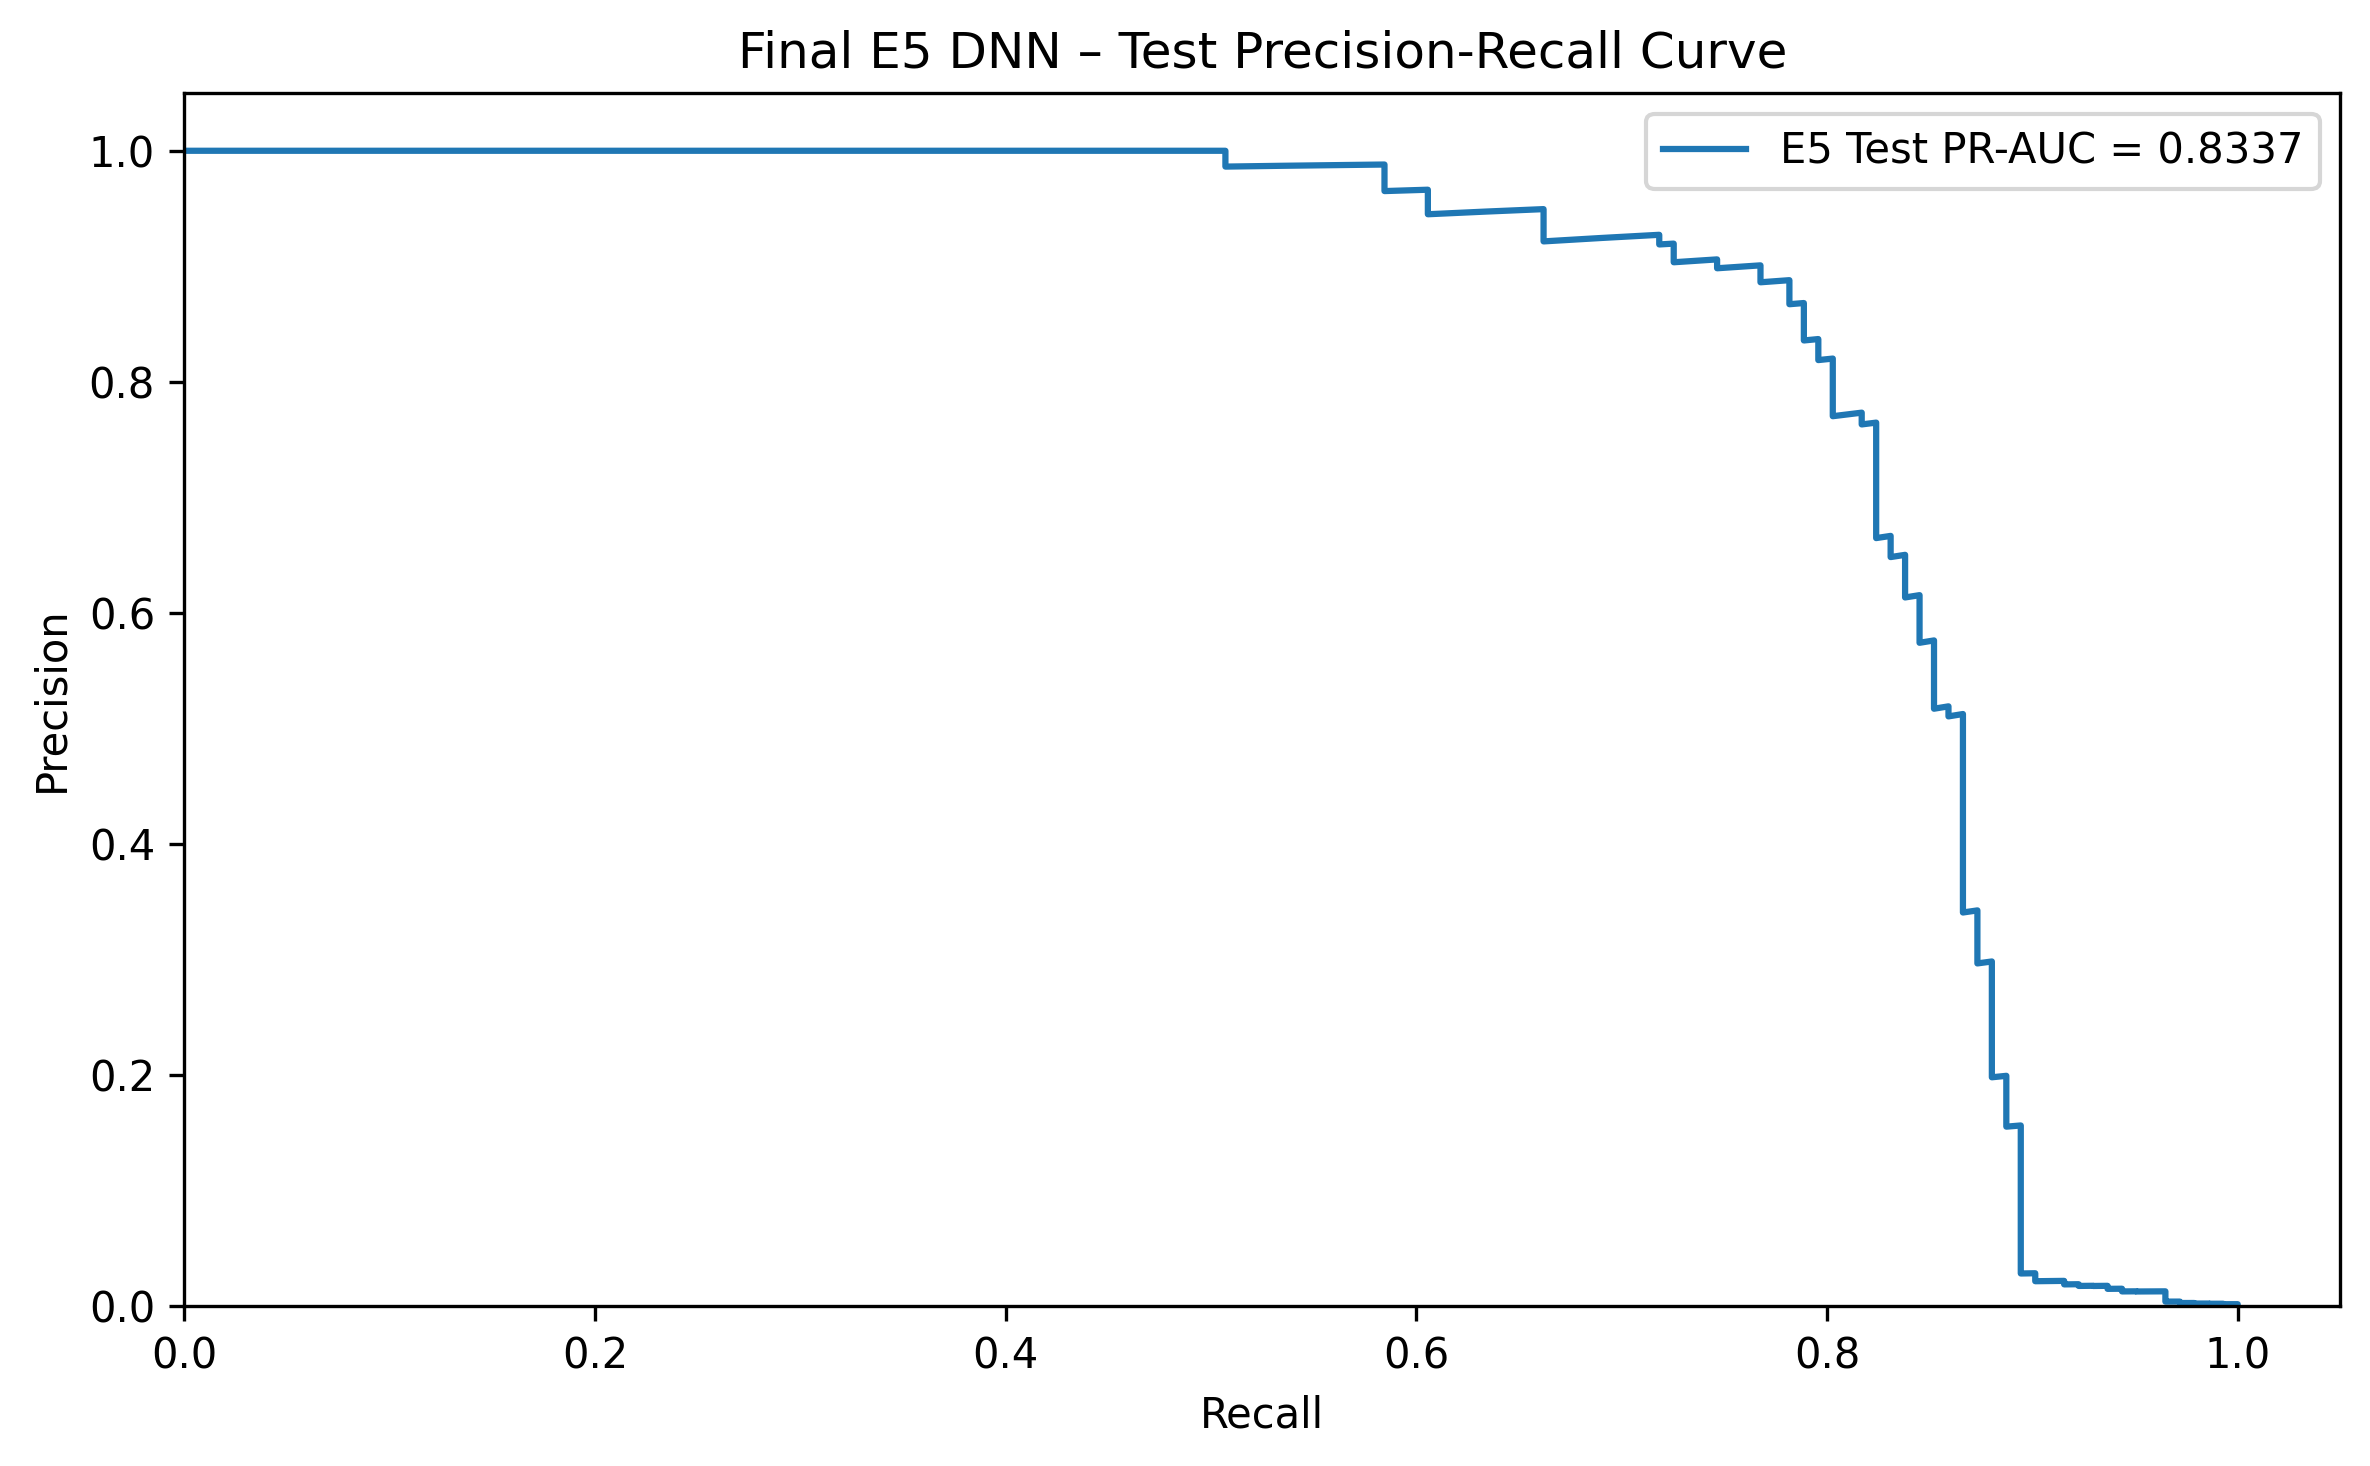 Final E5 DNN – Test Precision-Recall Curve
E5 Test PR-AUC = 0.8337
Precision
1.0
0.8
0.6
0.4
0.2
0.0
0.0 0.2 0.4 0.6 0.8 1.0
Recall